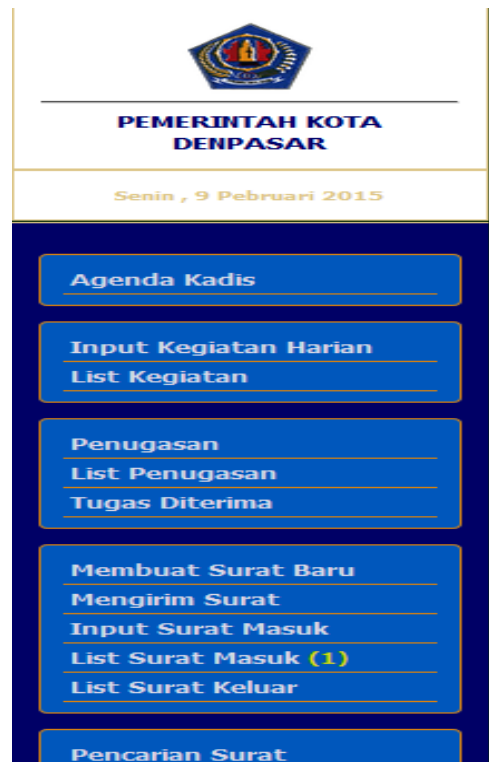 PEMERINTAH KOTA
DENPASAR
Senin , 9 Pebruari 2015
Agenda Kadis
Input Kegiatan Harian
List Kegiatan
Penugasan
List Penugasan
Tugas Diterima
Membuat Surat Baru
Mengirim Surat
Input Surat Masuk
List Surat Masuk (1)
List Surat Keluar
Pencarian Surat